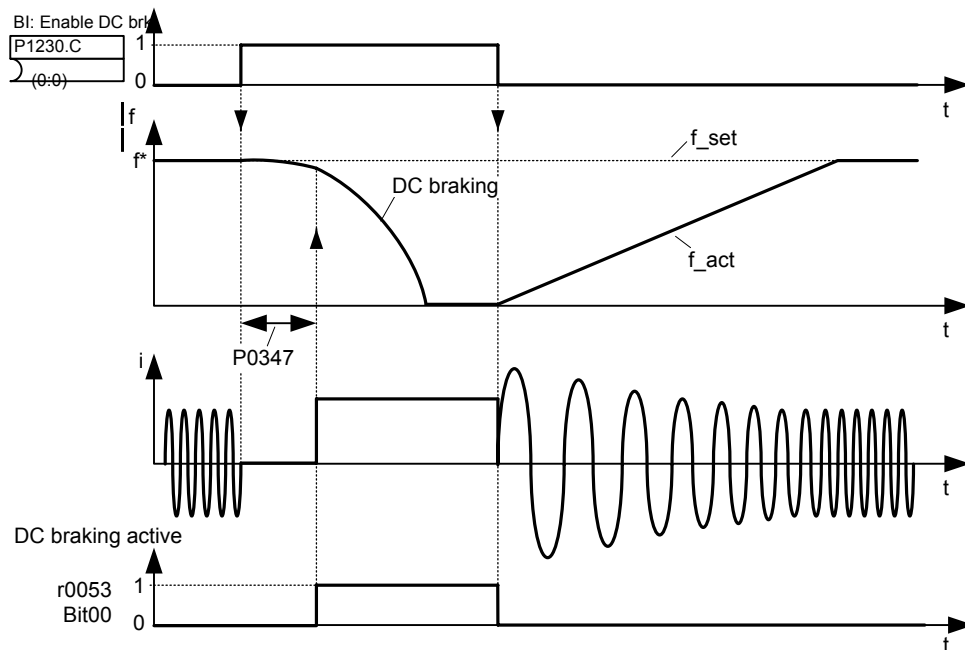 BI: Enable DC brk
P1230.C
(0:0)
1
0
t
f
f*
f_set
DC braking
f_act
t
P0347
i
t
DC braking active
r0053
Bit00
1
0
t